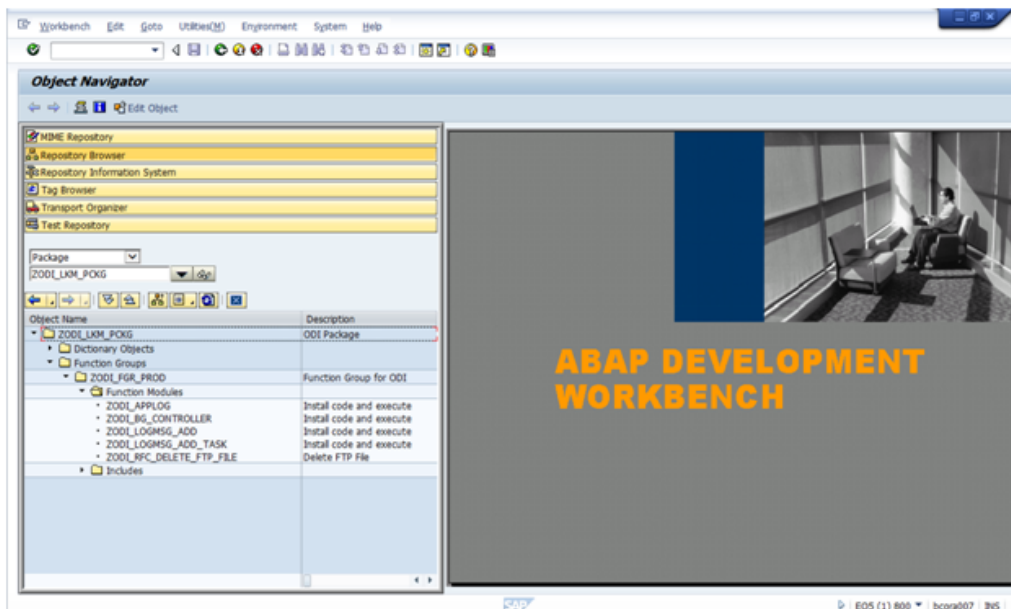 Workbench Edit Goto Utilities(M) Environment System Help
Object Navigator
Edit Object
MIME Repository
Repository Browser
Repository Information System
Tag Browser
Transport Organizer
Test Repository
Package
ZODI_LKM_PCKG
Object Name Description
ZODI_LKM_PCKG ODI Package
Dictionary Objects
Function Groups
ZODI_FGR_PROD Function Group for ODI
Function Modules
ZODI_APPLOG Install code and execute
ZODI_BG_CONTROLLER Install code and execute
ZODI_LOGMSG_ADD Install code and execute
ZODI_LOGMSG_ADD_TASK Install code and execute
ZODI_RFC_DELETE_FTP_FILE Delete FTP File
Includes
ABAP DEVELOPMENT
WORKBENCH
SAP
EO5 (1) 800 bcora007 INS